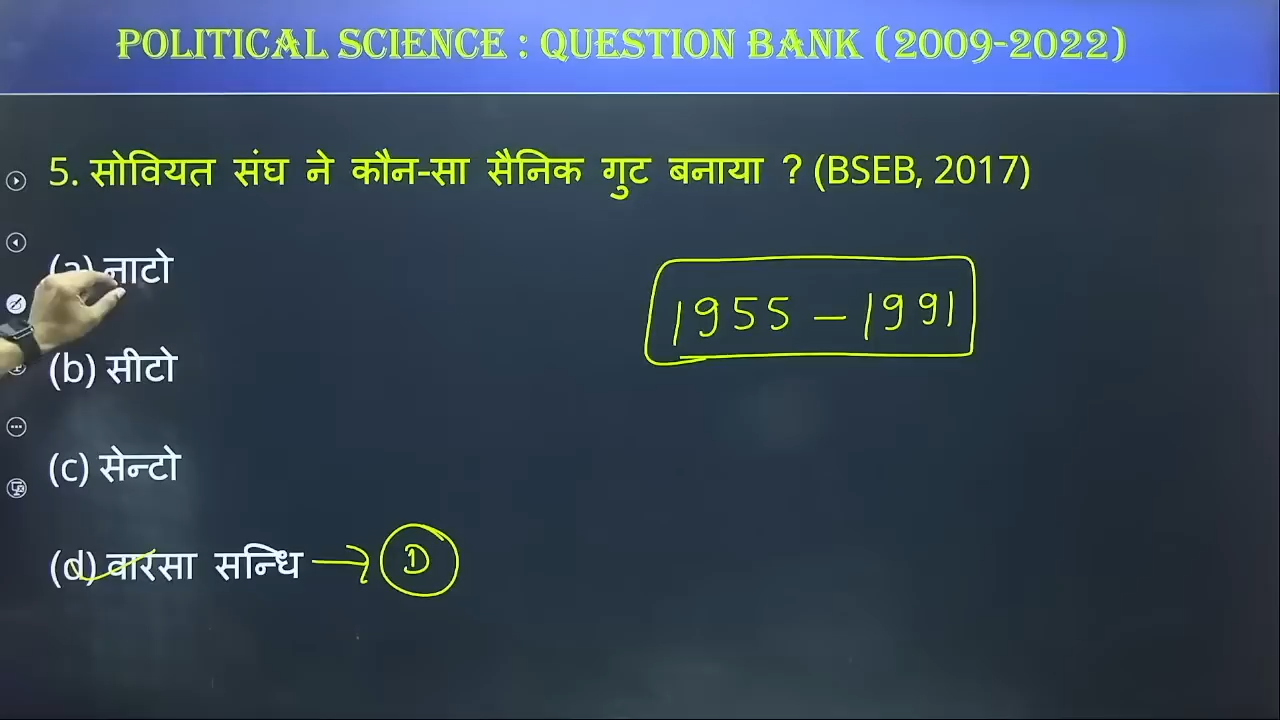 POLITICAL SCIENCE : QUESTION BANK (2009-2022)
5. सोवियत संघ ने कौन-सा सैनिक गुट बनाया ? (BSEB, 2017)
(a) नाटो
1955 – 1991
(b) सीटो
(c) सेन्टो
(d) वारसा सन्धि → D